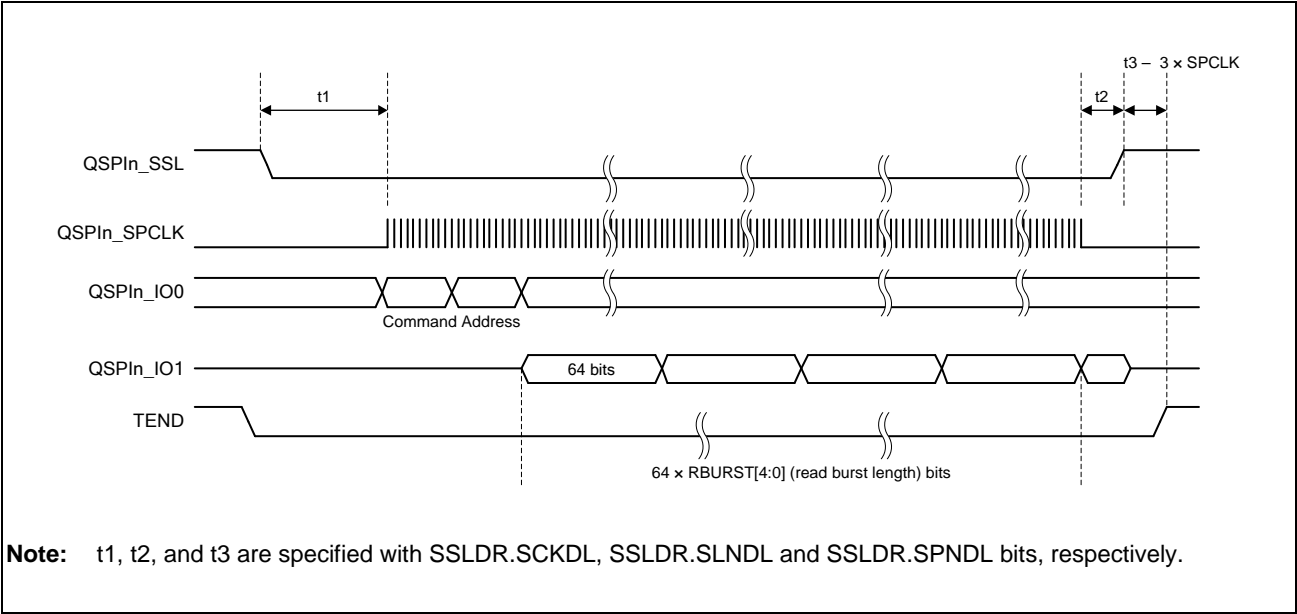 t3 – 3 × SPCLK
t1
t2
QSPIn_SSL
QSPIn_SPCLK
QSPIn_IO0
Command Address
QSPIn_IO1
64 bits
TEND
64 × RBURST[4:0] (read burst length) bits
Note: t1, t2, and t3 are specified with SSLDR.SCKDL, SSLDR.SLNDL and SSLDR.SPNDL bits, respectively.